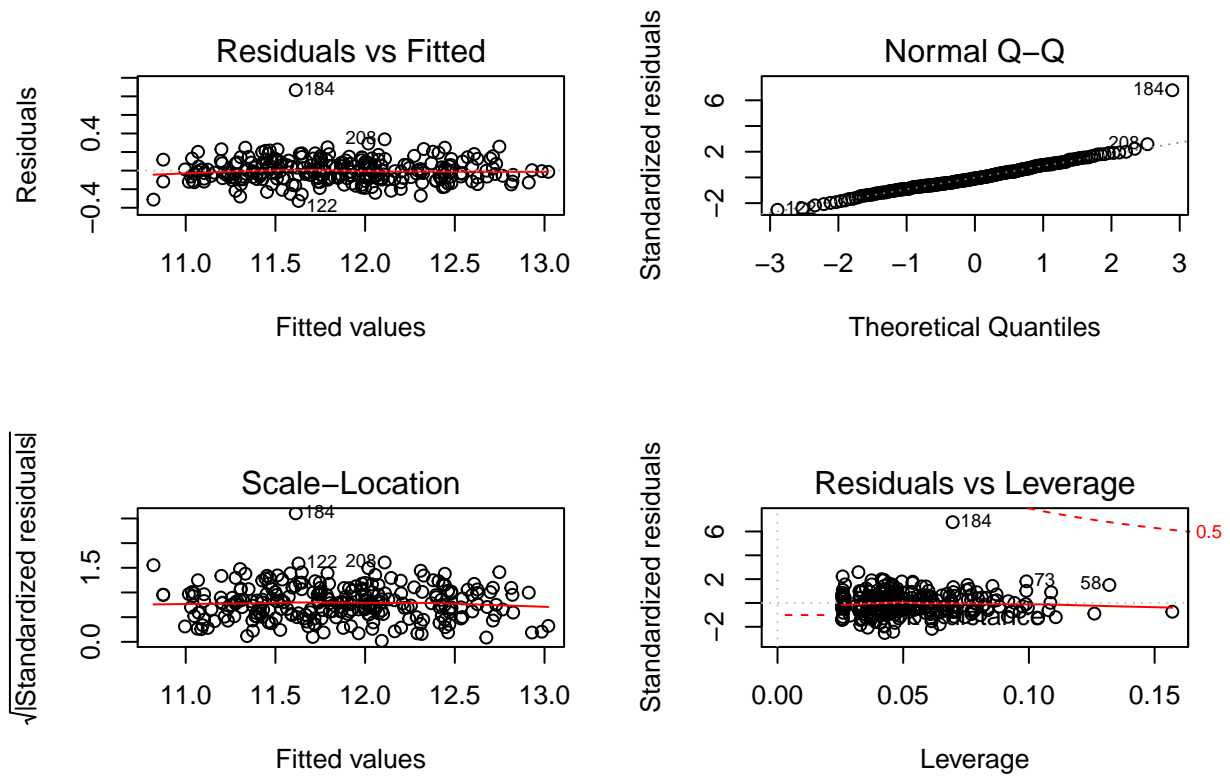 Residuals vs Fitted
Residuals
0.4
−0.4
184
208
122
11.0 11.5 12.0 12.5 13.0
Fitted values
Normal Q−Q
Standardized residuals
6
2
−2
184
208
122
−3 −2 −1 0 1 2 3
Theoretical Quantiles
Scale−Location
√|Standardized residuals|
1.5
0.0
184
122 208
11.0 11.5 12.0 12.5 13.0
Fitted values
Residuals vs Leverage
Standardized residuals
6
2
−2
184
0.5
73
58
distance
0.00 0.05 0.10 0.15
Leverage